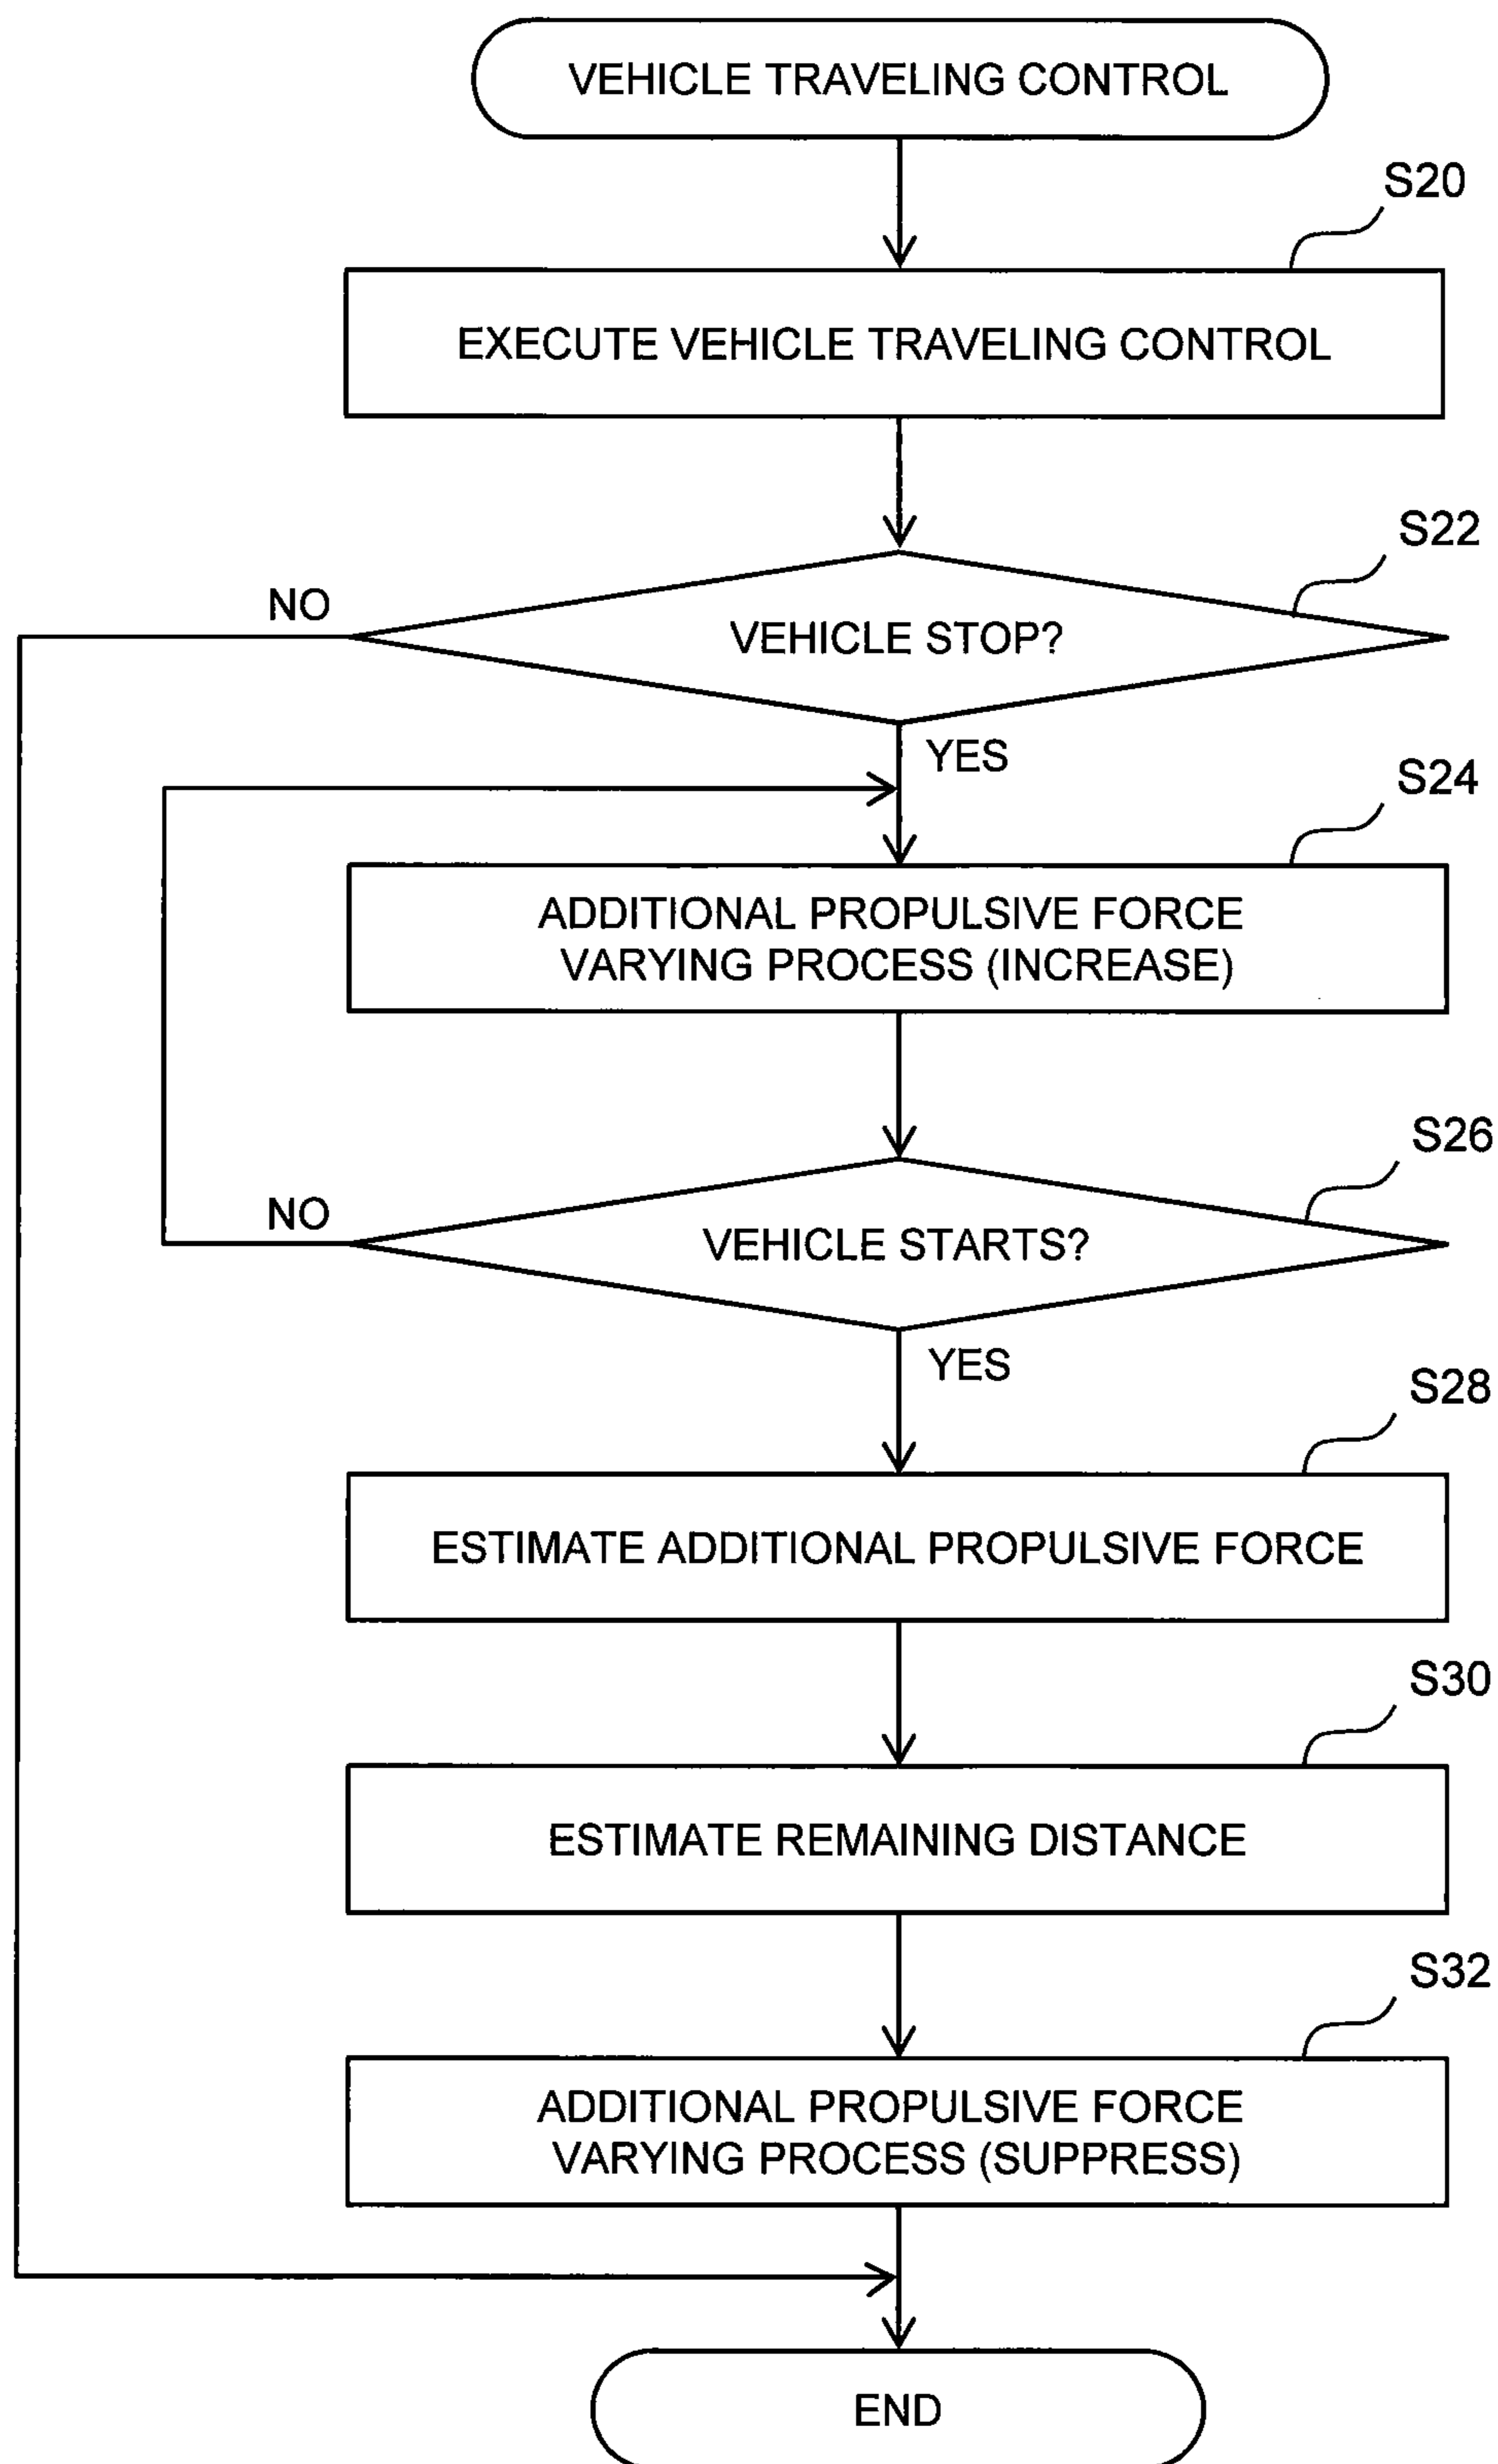 VEHICLE TRAVELING CONTROL
S20
EXECUTE VEHICLE TRAVELING CONTROL
S22
NO
VEHICLE STOP?
YES
S24
ADDITIONAL PROPULSIVE FORCE
VARYING PROCESS (INCREASE)
S26
NO
VEHICLE STARTS?
YES
S28
ESTIMATE ADDITIONAL PROPULSIVE FORCE
S30
ESTIMATE REMAINING DISTANCE
S32
ADDITIONAL PROPULSIVE FORCE
VARYING PROCESS (SUPPRESS)
END